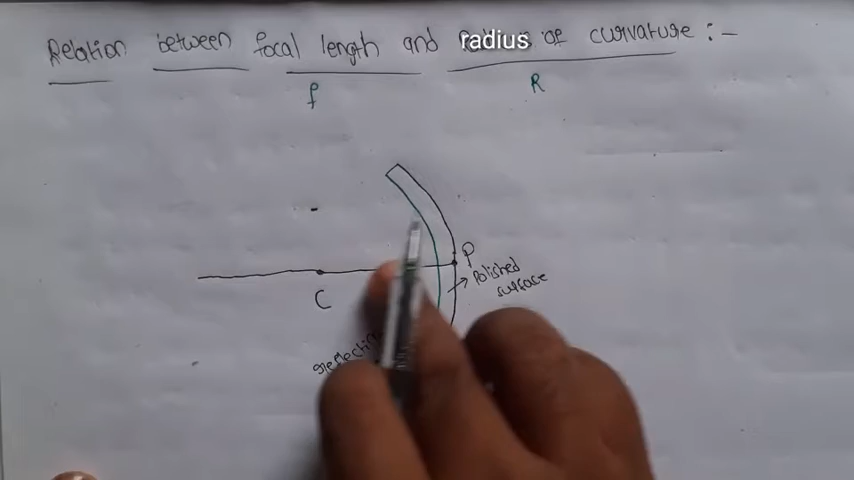 Relation between focal length and radius of curvature :-
f R
P
Polished
surface
C